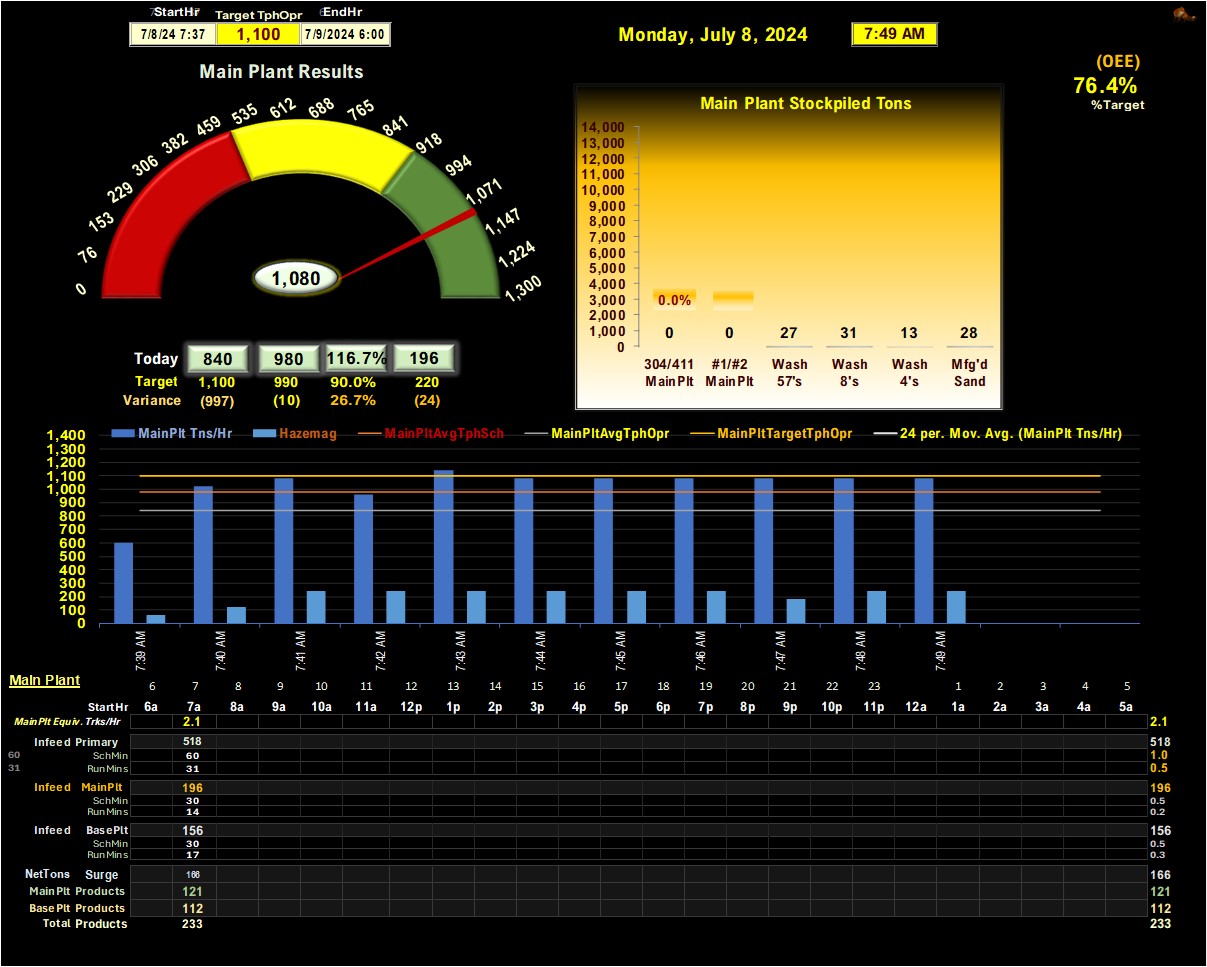 StartHr Target TphOpr EndHr
7/8/24 7:37 1,100 7/9/2024 6:00
Monday, July 8, 2024 7:49 AM
(OEE)
76.4%
%Target
Main Plant Results
0 76 153 229 306 382 459 535 612 688 765 841 918 994 1,071 1,147 1,224 1,300
1,080
Today 840 980 116.7% 196
Target 1,100 990 90.0% 220
Variance (997) (10) 26.7% (24)
Main Plant Stockpiled Tons
14,000
13,000
12,000
11,000
10,000
9,000
8,000
7,000
6,000
5,000
4,000
3,000
2,000
1,000
0
0.0%
0 0 27 31 13 28
304/411 #1/#2 Wash Wash Wash Mfg'd
MainPlt MainPlt 57's 8's 4's Sand
MainPlt Tns/Hr Hazemag MainPltAvgTphSch MainPltAvgTphOpr MainPltTargetTphOpr 24 per. Mov. Avg. (MainPlt Tns/Hr)
1,400
1,300
1,200
1,100
1,000
900
800
700
600
500
400
300
200
100
0
7:39 AM 7:40 AM 7:41 AM 7:42 AM 7:43 AM 7:44 AM 7:45 AM 7:46 AM 7:47 AM 7:48 AM 7:49 AM
Main Plant
6 7 8 9 10 11 12 13 14 15 16 17 18 19 20 21 22 23 1 2 3 4 5
StartHr 6a 7a 8a 9a 10a 11a 12p 1p 2p 3p 4p 5p 6p 7p 8p 9p 10p 11p 12a 1a 2a 3a 4a 5a
MainPlt Equiv. Trks/Hr 2.1 2.1
Infeed Primary 518 518
60 SchMin 60 1.0
31 RunMins 31 0.5
Infeed MainPlt 196 196
SchMin 30 0.5
RunMins 14 0.2
Infeed BasePlt 156 156
SchMin 30 0.5
RunMins 17 0.3
NetTons Surge 166 166
MainPlt Products 121 121
BasePlt Products 112 112
Total Products 233 233